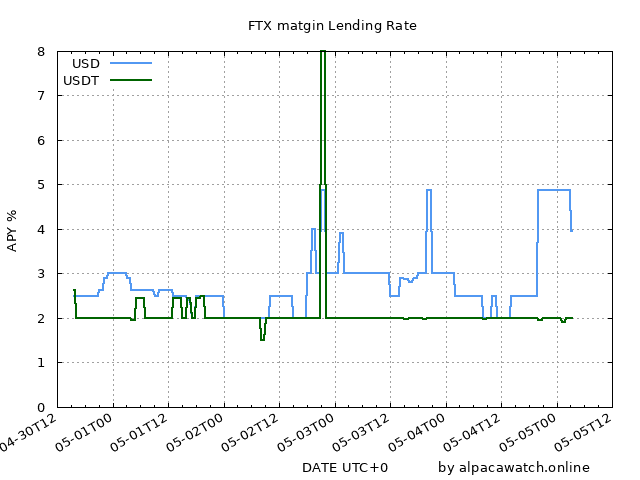 FTX matgin Lending Rate
USD
USDT
8
7
6
5
4
3
2
1
0
APY %
04-30T12
05-01T00
05-01T12
05-02T00
05-02T12
05-03T00
05-03T12
05-04T00
05-04T12
05-05T00
05-05T12
DATE UTC+0
by alpacawatch.online